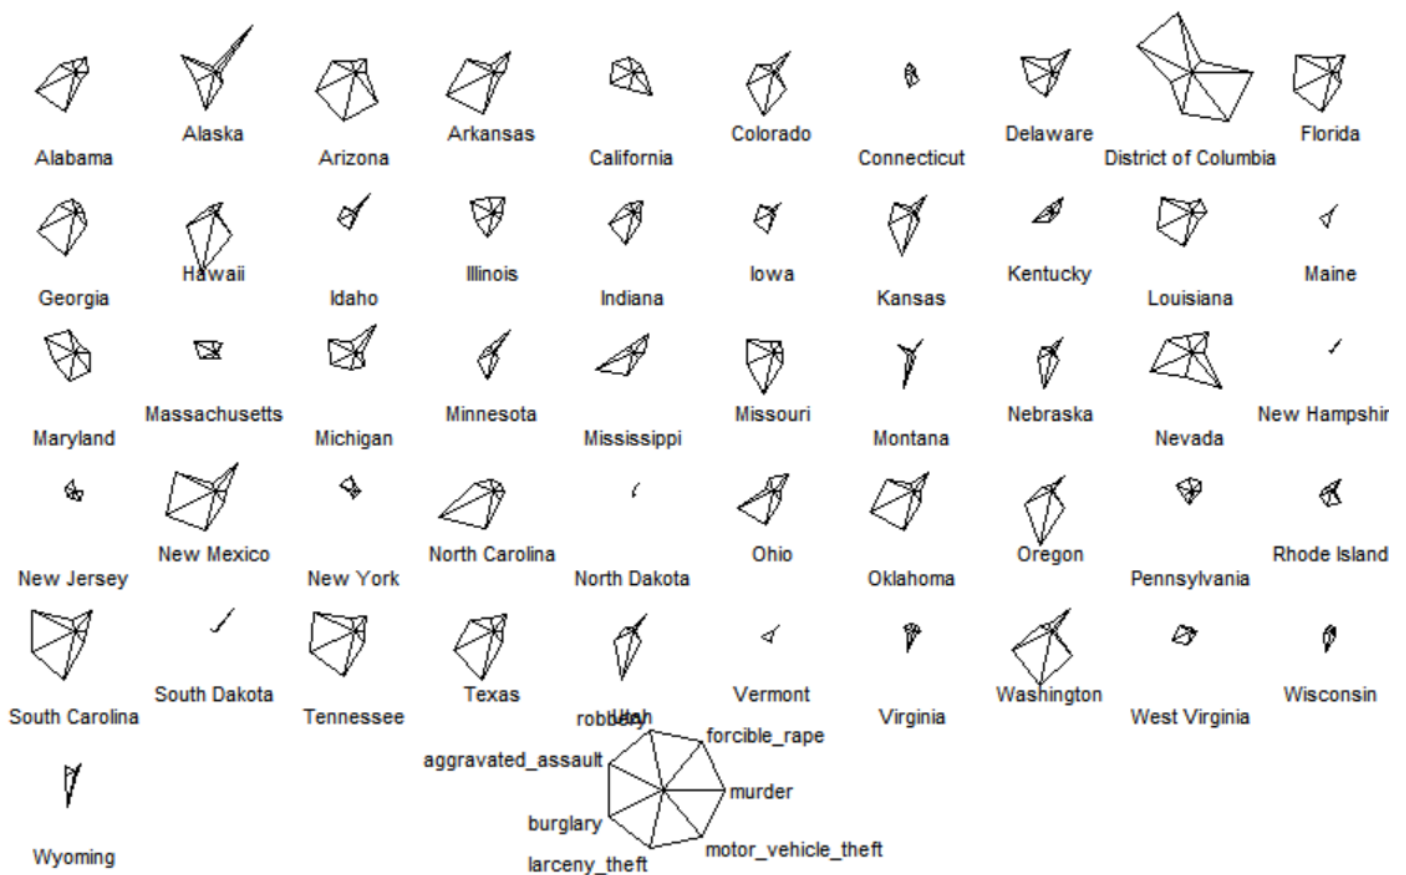 Alaska
Arkansas
Colorado
Delaware
Florida
Alabama
Arizona
California
Connecticut
District of Columbia
Hawaii
Illinois
Iowa
Kentucky
Maine
Georgia
Idaho
Indiana
Kansas
Louisiana
Massachusetts
Minnesota
Missouri
Nebraska
New Hampshir
Maryland
Michigan
Mississippi
Montana
Nevada
New Mexico
North Carolina
Ohio
Oregon
Rhode Island
New Jersey
New York
North Dakota
Oklahoma
Pennsylvania
South Dakota
Texas
Vermont
Washington
Wisconsin
South Carolina
Tennessee
Utah
Virginia
West Virginia
robbery
forcible_rape
aggravated_assault
murder
burglary
motor_vehicle_theft
larceny_theft
Wyoming